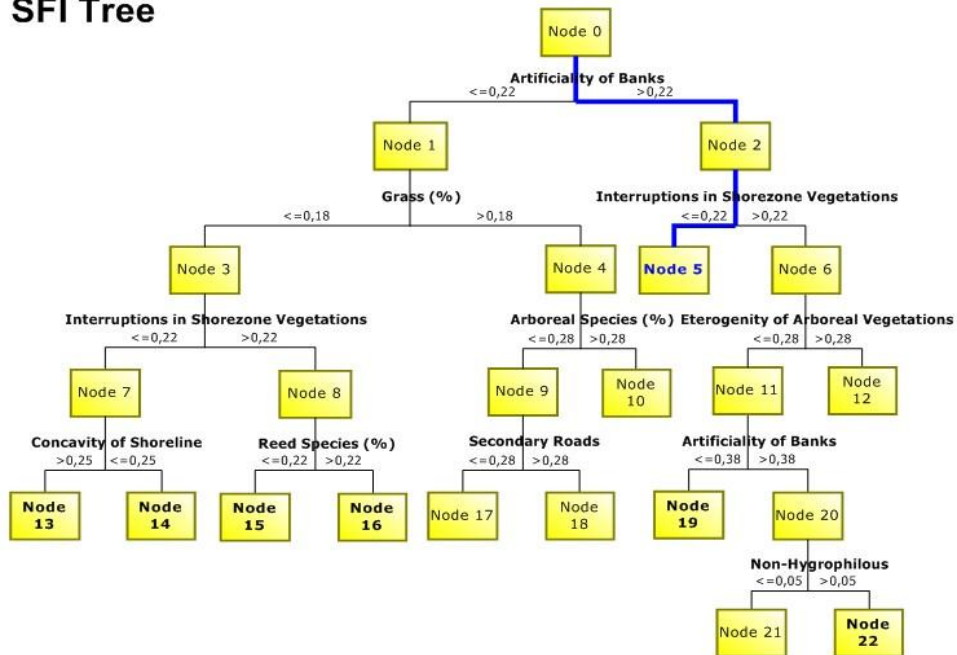 SFI Tree
Node 0
Artificiality of Banks
<=0,22 >0,22
Node 1 Node 2
Grass (%) Interruptions in Shorezone Vegetations
<=0,18 >0,18 <=0,22 >0,22
Node 3 Node 4 Node 5 Node 6
Interruptions in Shorezone Vegetations Arboreal Species (%) Eterogenity of Arboreal Vegetations
<=0,22 >0,22 <=0,28 >0,28 <=0,28 >0,28
Node 7 Node 8 Node 9 Node 10 Node 11 Node 12
Concavity of Shoreline Reed Species (%) Secondary Roads Artificiality of Banks
>0,25 <=0,25 <=0,22 >0,22 <=0,28 >0,28 <=0,38 >0,38
Node 13 Node 14 Node 15 Node 16 Node 17 Node 18 Node 19 Node 20
Non-Hygrophilous
<=0,05 >0,05
Node 21 Node 22